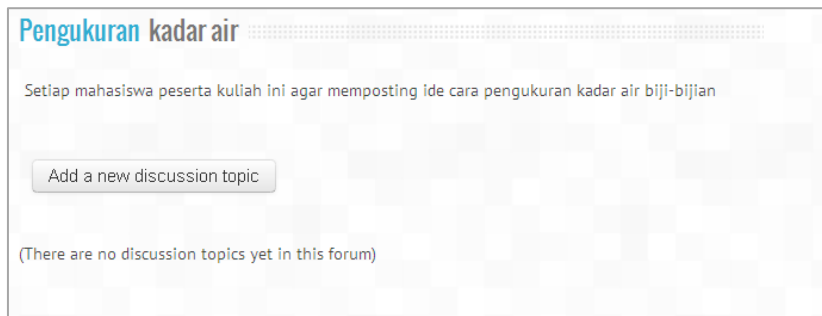 Pengukuran kadar air
Setiap mahasiswa peserta kuliah ini agar memposting ide cara pengukuran kadar air biji-bijian
Add a new discussion topic
(There are no discussion topics yet in this forum)